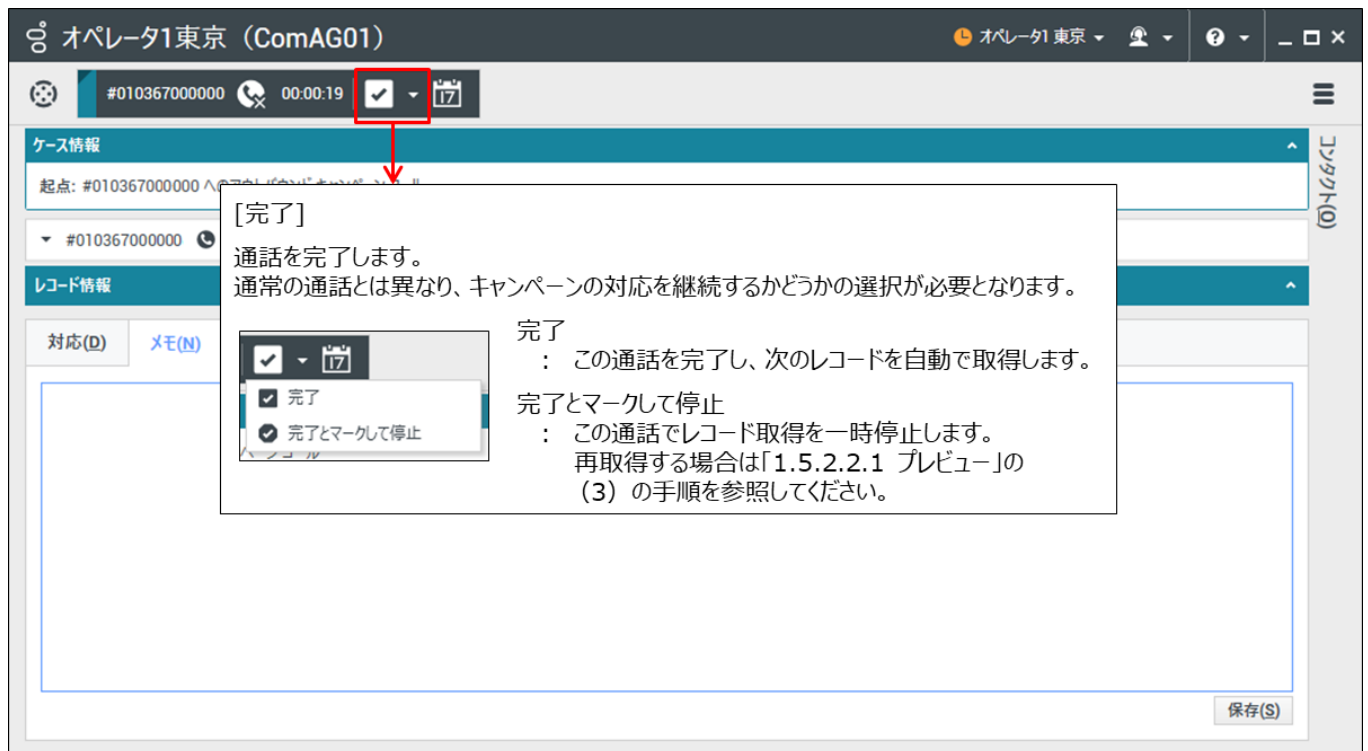 オペレータ1東京（ComAG01）
オペレータ1 東京
#010367000000 00:00:19 17
ケース情報
起点: #010367000000 への
コンタクト(O)
#010367000000
レコード情報
対応(D) メモ(N)
[完了]
通話を完了します。
通常の通話とは異なり、キャンペーンの対応を継続するかどうかの選択が必要となります。
17
完了
完了とマークして停止
完了
： この通話を完了し、次のレコードを自動で取得します。
完了とマークして停止
： この通話でレコード取得を一時停止します。
再取得する場合は「1.5.2.2.1 プレビュー」の
（3）の手順を参照してください。
保存(S)